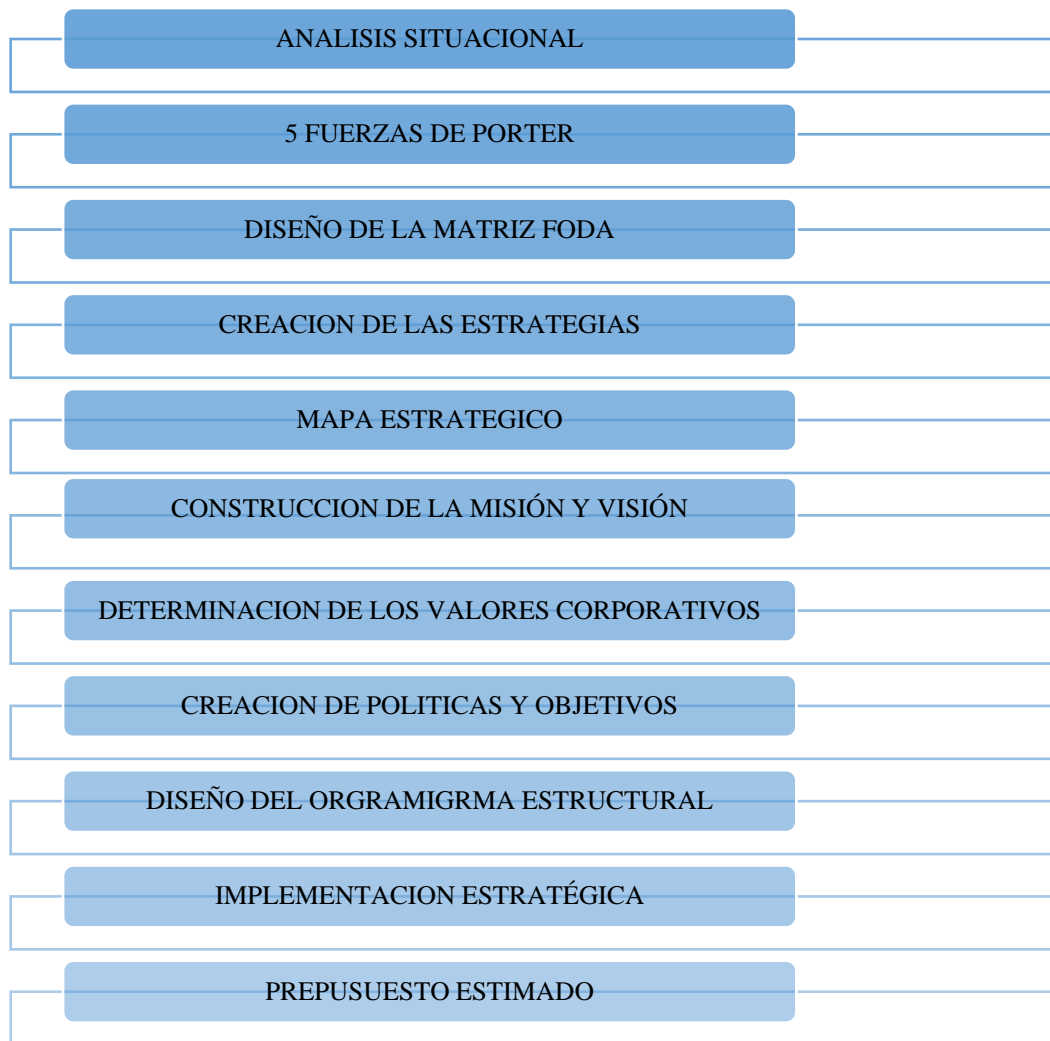 ANALISIS SITUACIONAL
5 FUERZAS DE PORTER
DISEÑO DE LA MATRIZ FODA
CREACION DE LAS ESTRATEGIAS
MAPA ESTRATEGICO
CONSTRUCCION DE LA MISIÓN Y VISIÓN
DETERMINACION DE LOS VALORES CORPORATIVOS
CREACION DE POLITICAS Y OBJETIVOS
DISEÑO DEL ORGRAMIGRMA ESTRUCTURAL
IMPLEMENTACION ESTRATÉGICA
PREPUSUESTO ESTIMADO